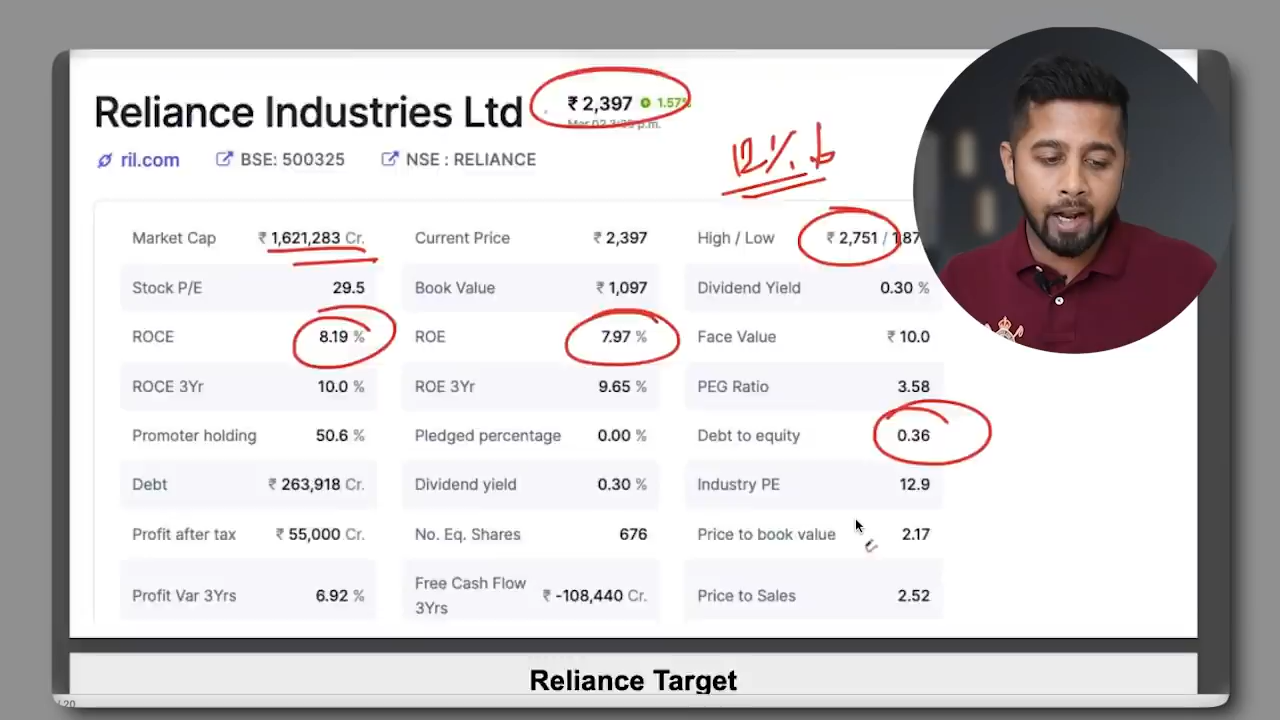 Reliance Industries Ltd ₹ 2,397 1.57%
Mar 02 p.m.
ril.com BSE: 500325 NSE : RELIANCE
12%
Market Cap ₹ 1,621,283 Cr. Current Price ₹ 2,397 High / Low ₹ 2,751 / 1,87
Stock P/E 29.5 Book Value ₹ 1,097 Dividend Yield 0.30 %
ROCE 8.19 % ROE 7.97 % Face Value ₹ 10.0
ROCE 3Yr 10.0 % ROE 3Yr 9.65 % PEG Ratio 3.58
Promoter holding 50.6 % Pledged percentage 0.00 % Debt to equity 0.36
Debt ₹ 263,918 Cr. Dividend yield 0.30 % Industry PE 12.9
Profit after tax ₹ 55,000 Cr. No. Eq. Shares 676 Price to book value 2.17
Profit Var 3Yrs 6.92 % Free Cash Flow 3Yrs ₹ -108,440 Cr. Price to Sales 2.52
Reliance Target